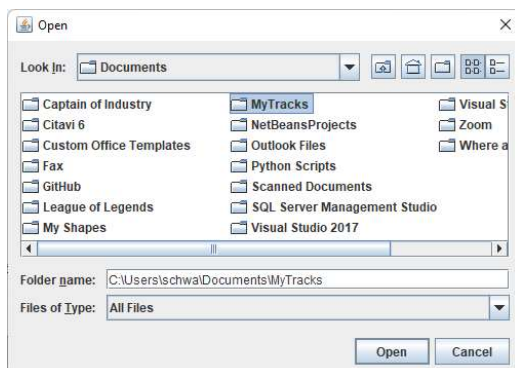 Open
Look In: Documents
Captain of Industry
Citavi 6
Custom Office Templates
Fax
GitHub
League of Legends
My Shapes
MyTracks
NetBeansProjects
Outlook Files
Python Scripts
Scanned Documents
SQL Server Management Studio
Visual Studio 2017
Visual S
Zoom
Where a
Folder name: C:\Users\schwa\Documents\MyTracks
Files of Type: All Files
Open Cancel